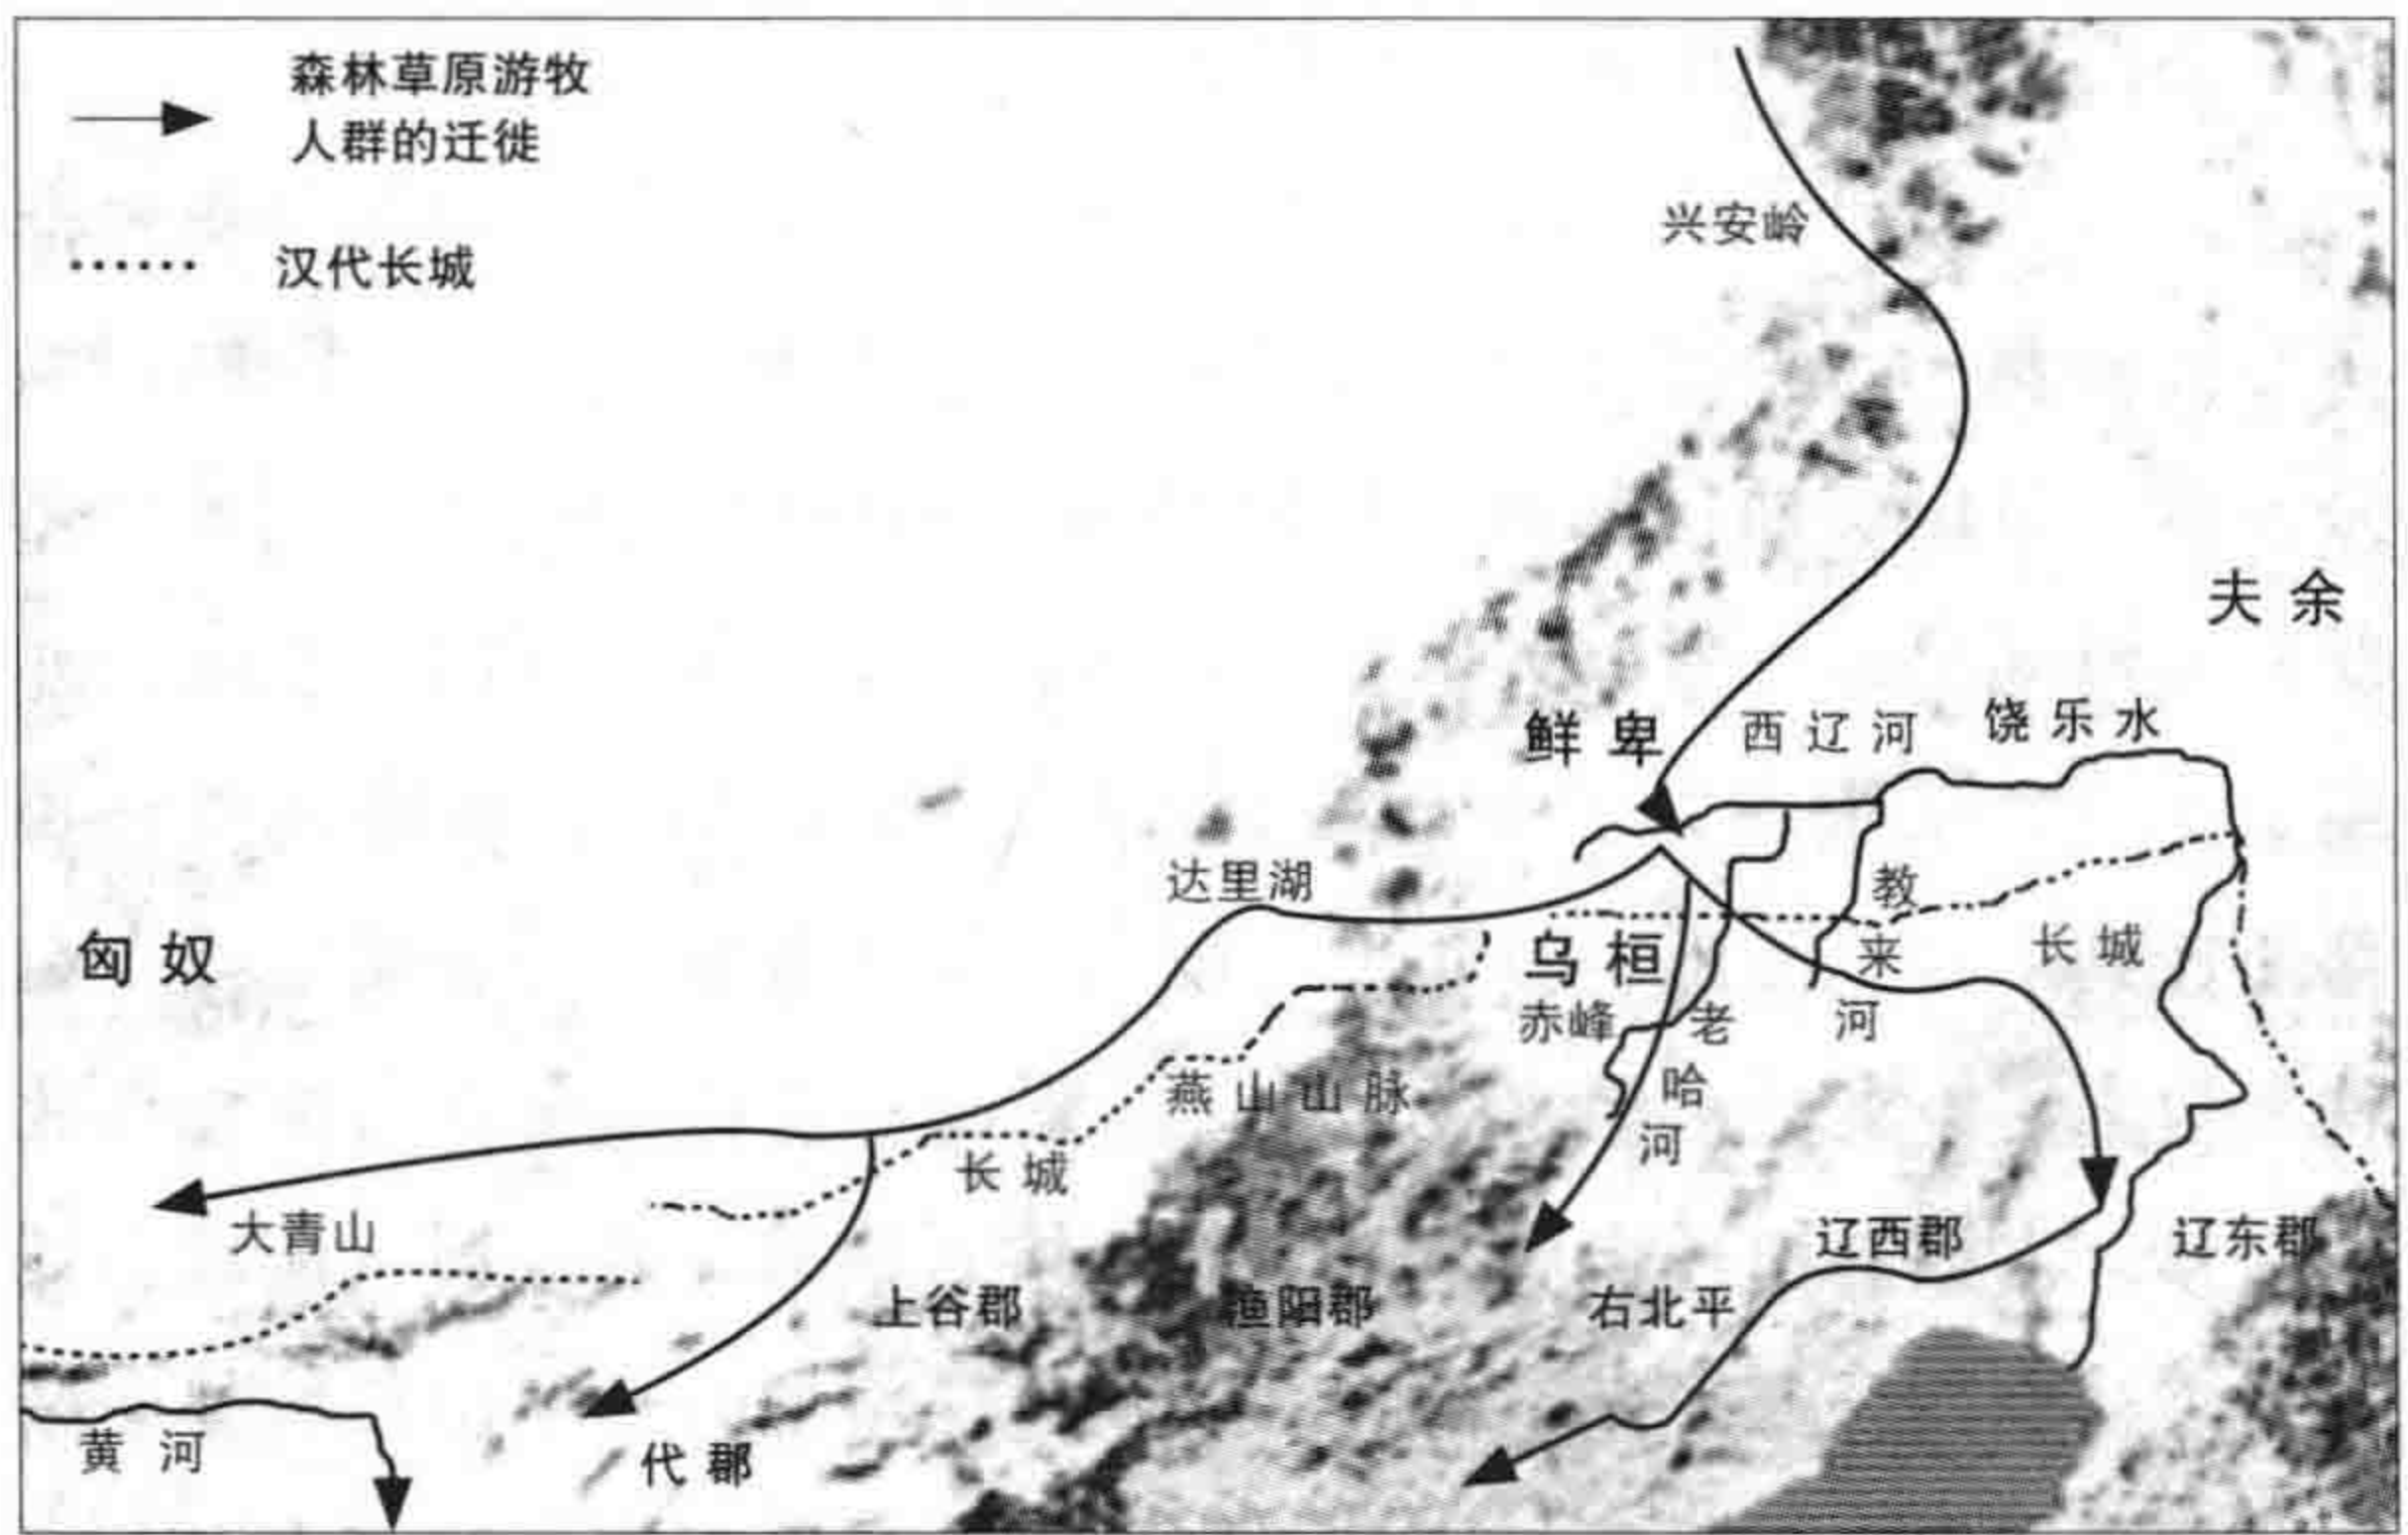 森林草原游牧
人群的迁徙
汉代长城
兴安岭
夫余
鲜卑
西辽河
饶乐水
达里湖
教来河
匈奴
乌桓
长城
赤峰
老哈河
燕山山脉
长城
大青山
辽西郡
辽东郡
上谷郡
渔阳郡
右北平
黄河
代郡